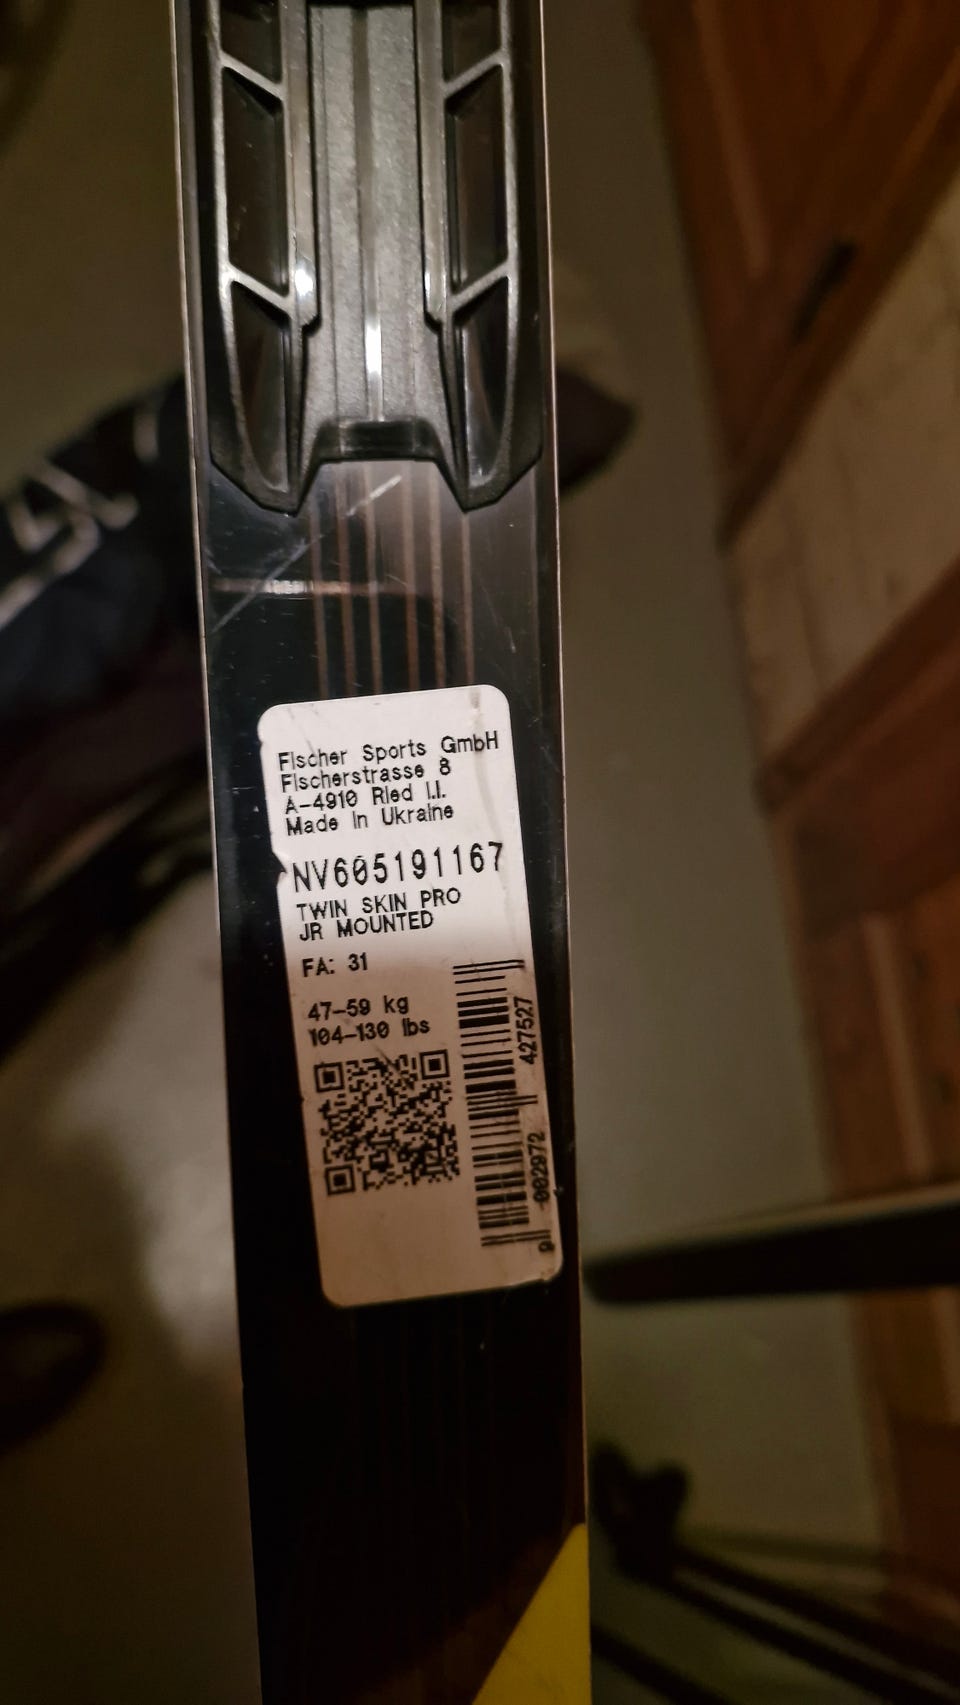 Fischer Sports GmbH
Fischerstrasse 8
A-4910 Ried i.I.
Made in Ukraine
NV605191167
TWIN SKIN PRO
JR MOUNTED
FA: 31
47-59 kg
104-130 lbs
9 002972 427527